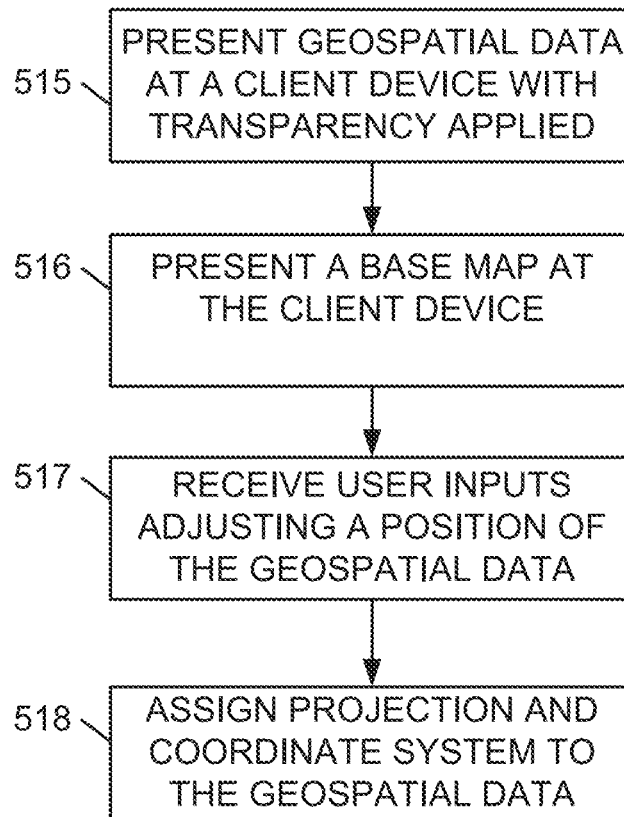 515
PRESENT GEOSPATIAL DATA
AT A CLIENT DEVICE WITH
TRANSPARENCY APPLIED
516
PRESENT A BASE MAP AT
THE CLIENT DEVICE
517
RECEIVE USER INPUTS
ADJUSTING A POSITION OF
THE GEOSPATIAL DATA
518
ASSIGN PROJECTION AND
COORDINATE SYSTEM TO
THE GEOSPATIAL DATA